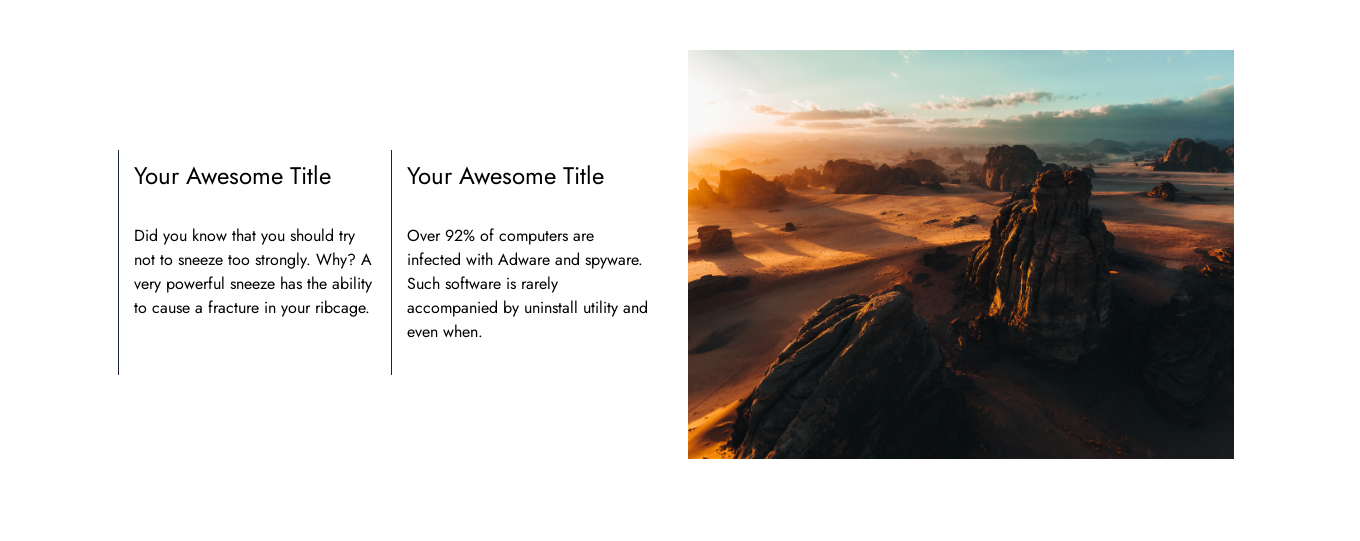 Your Awesome Title
Did you know that you should try
not to sneeze too strongly. Why? A
very powerful sneeze has the ability
to cause a fracture in your ribcage.
Your Awesome Title
Over 92% of computers are
infected with Adware and spyware.
Such software is rarely
accompanied by uninstall utility and
even when.